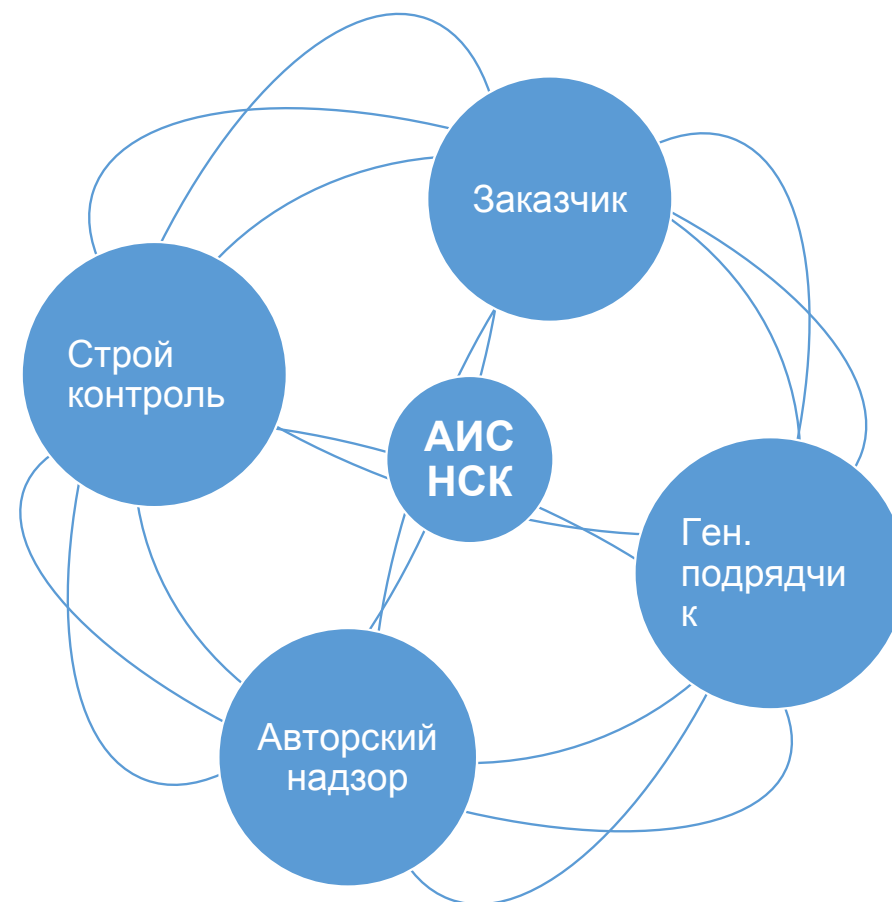 Заказчик
Строй
контроль
АИС
НСК
Ген.
подрядчи
к
Авторский
надзор